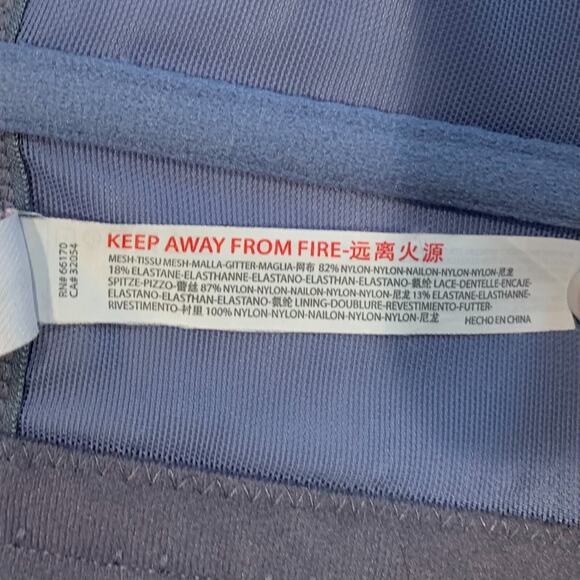 RN# 66170
CA# 32054
KEEP AWAY FROM FIRE-远离火源
MESH-TISSU MESH-MALLA-GITTER-MAGLIA-网布 82% NYLON-NYLON-NAILON-NYLON-NYLON-尼龙
18% ELASTANE-ELASTHANNE-ELASTANO-ELASTHAN-ELASTANO-氨纶 LACE-DENTELLE-ENCAJE-
SPITZE-PIZZO-蕾丝 87% NYLON-NYLON-NAILON-NYLON-NYLON-尼龙 13% ELASTANE-ELASTHANNE-
ELASTANO-ELASTHAN-ELASTANO-氨纶 LINING-DOUBLURE-REVESTIMIENTO-FUTTER-
RIVESTIMENTO-衬里 100% NYLON-NYLON-NAILON-NYLON-NYLON-尼龙
HECHO EN CHINA